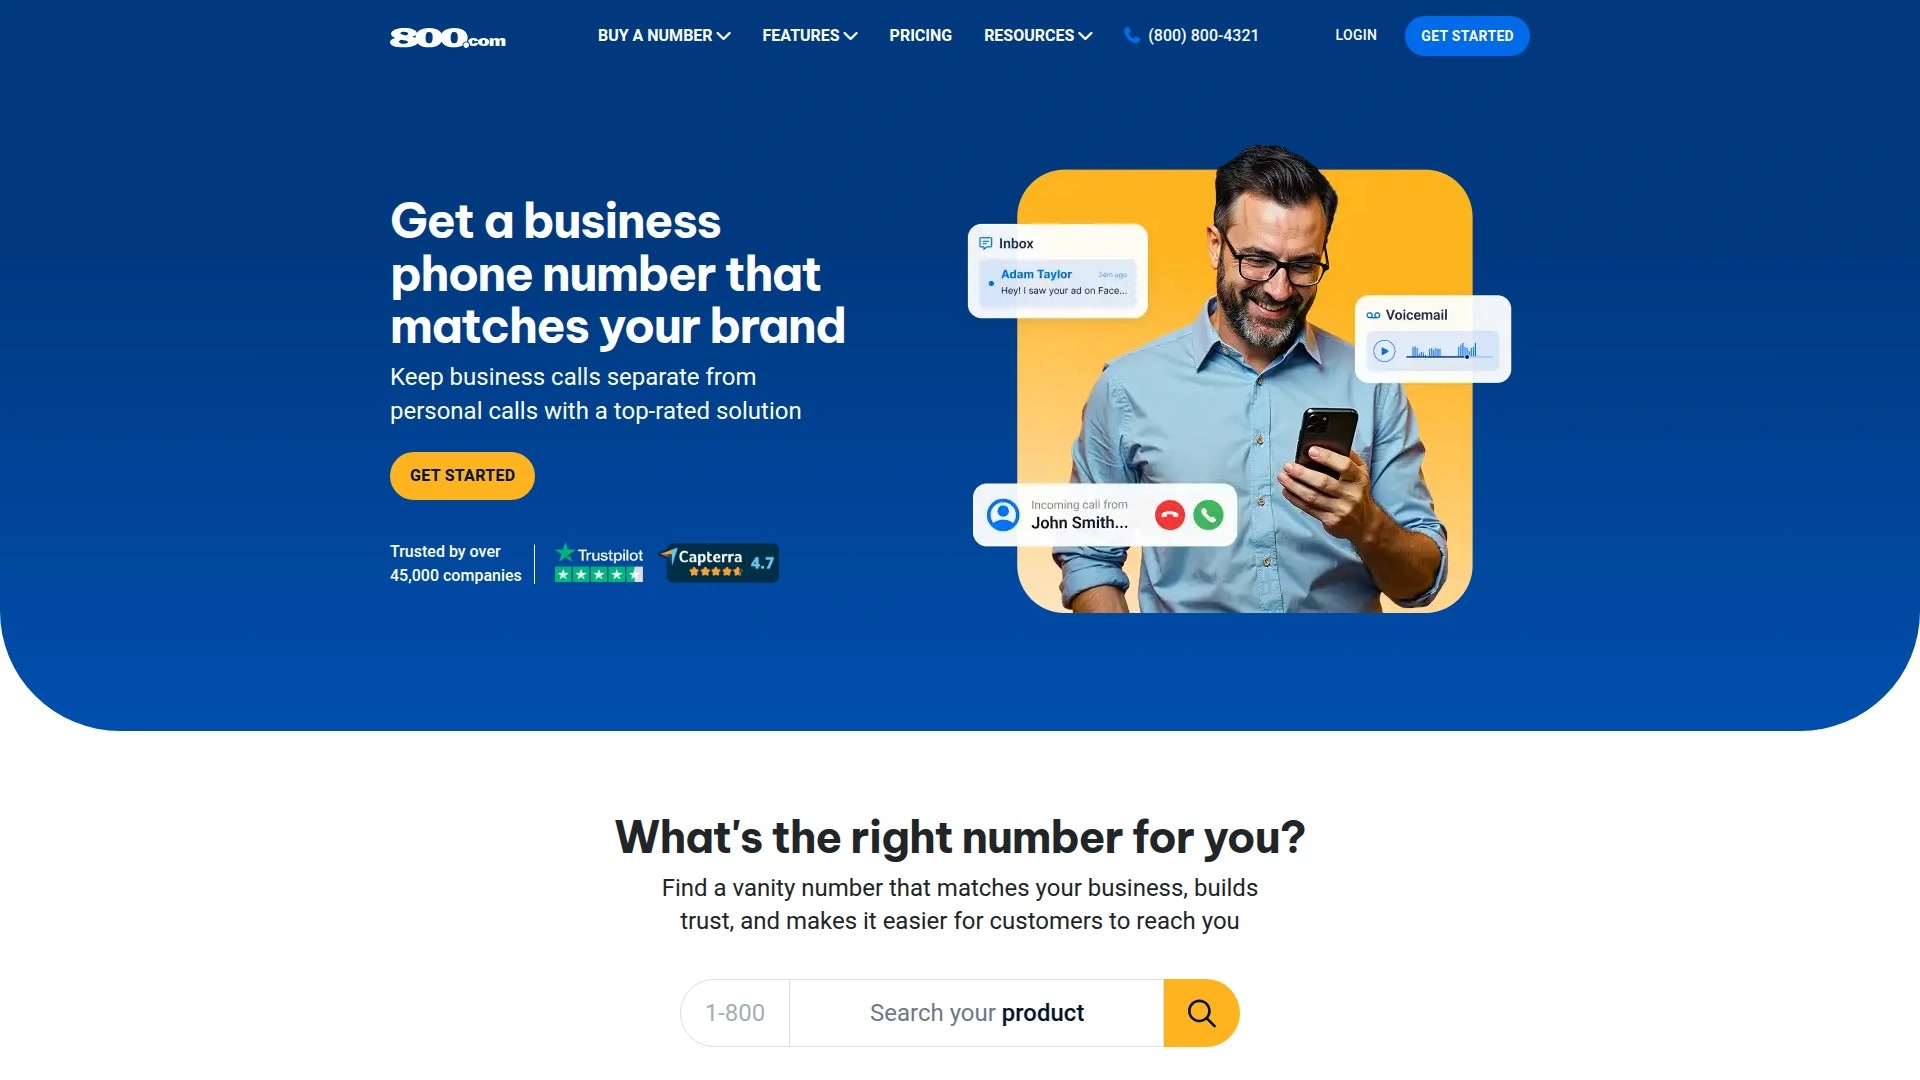 800.com
BUY A NUMBER
FEATURES
PRICING
RESOURCES
(800) 800-4321
LOGIN
GET STARTED
Get a business
phone number that
matches your brand
Keep business calls separate from
personal calls with a top-rated solution
GET STARTED
Trusted by over
45,000 companies
Trustpilot
Capterra
4.7
Inbox
Adam Taylor 34m ago
Hey! I saw your ad on Face...
Voicemail
Incoming call from
John Smith...
What's the right number for you?
Find a vanity number that matches your business, builds
trust, and makes it easier for customers to reach you
1-800
Search your product